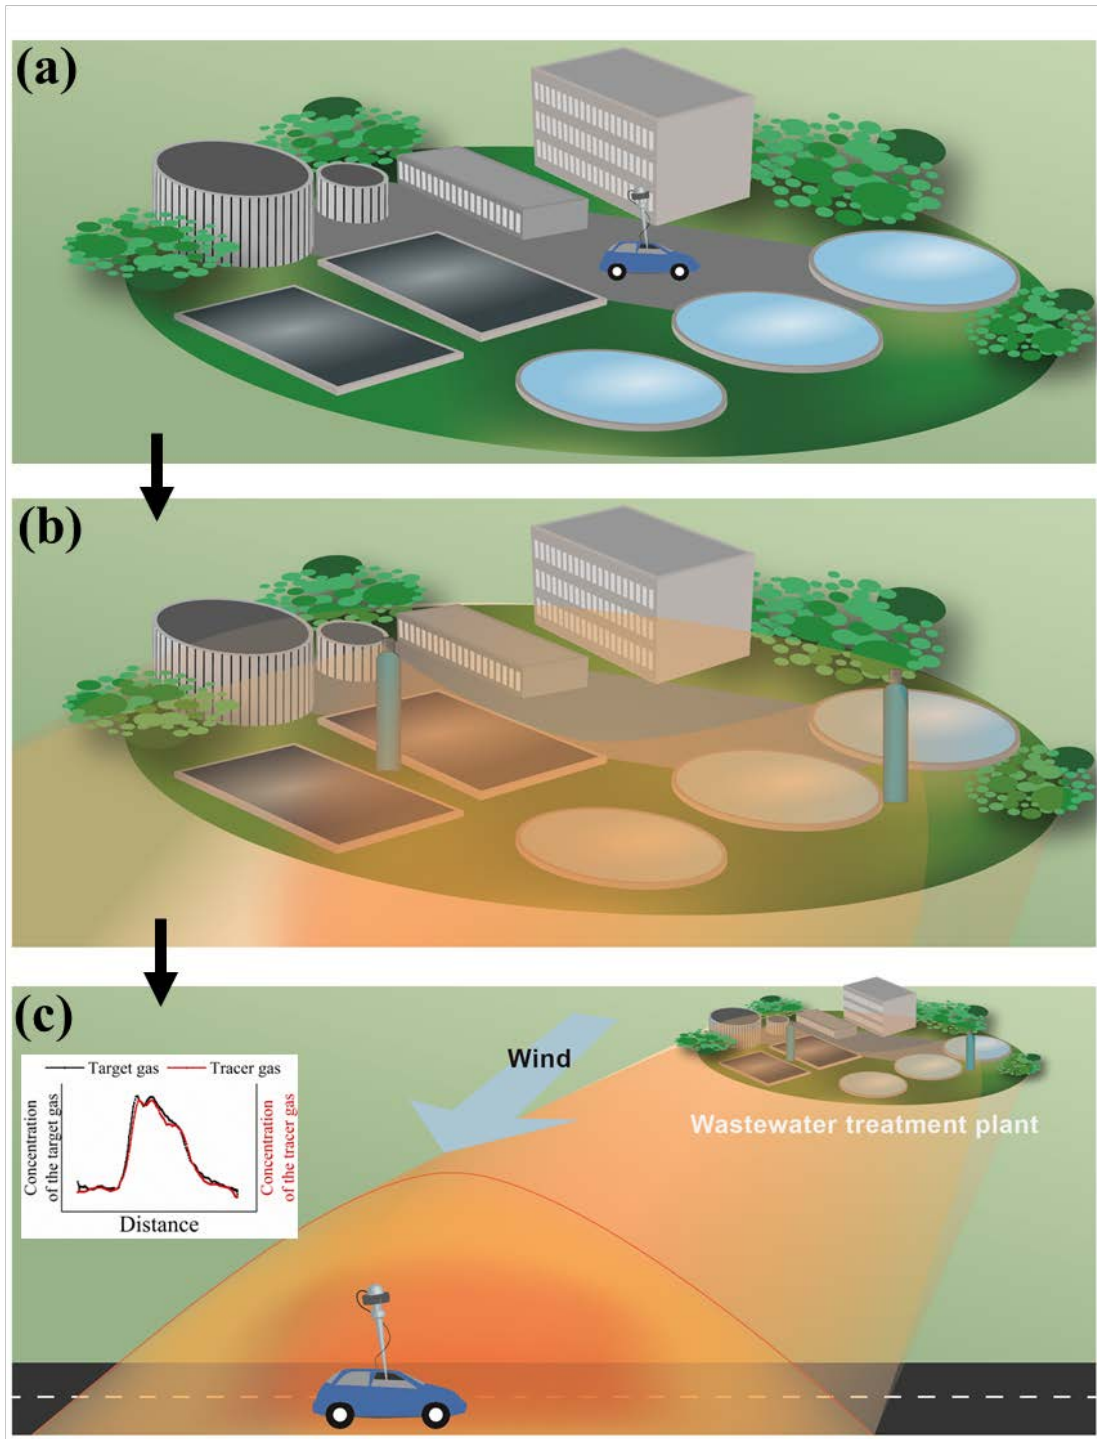 (a)
(b)
(c)
Wind
Target gas Tracer gas
Concentration
of the target gas
Concentration
of the tracer gas
Distance
Wastewater treatment plant